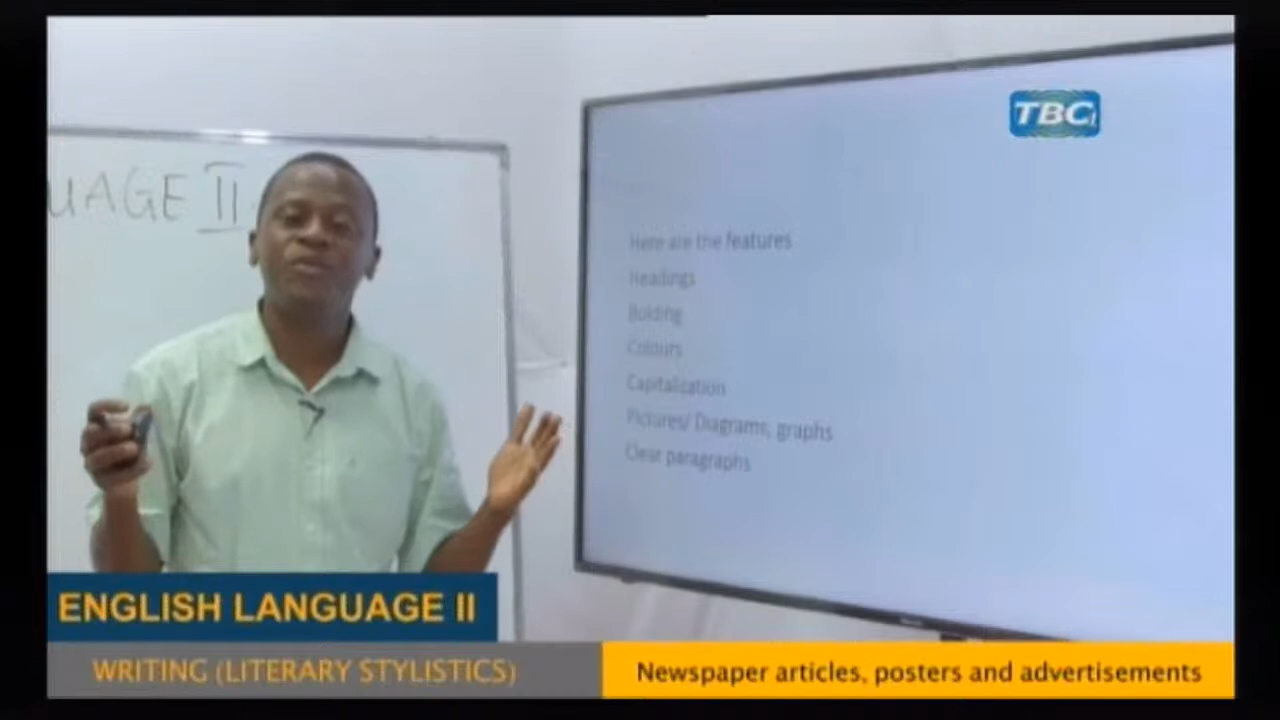 UAGE II
TBC1
Here are the features
Headings
Bolding
Colours
Capitalization
Pictures/ Diagrams, graphs
Clear paragraphs
ENGLISH LANGUAGE II
WRITING (LITERARY STYLISTICS)
Newspaper articles, posters and advertisements